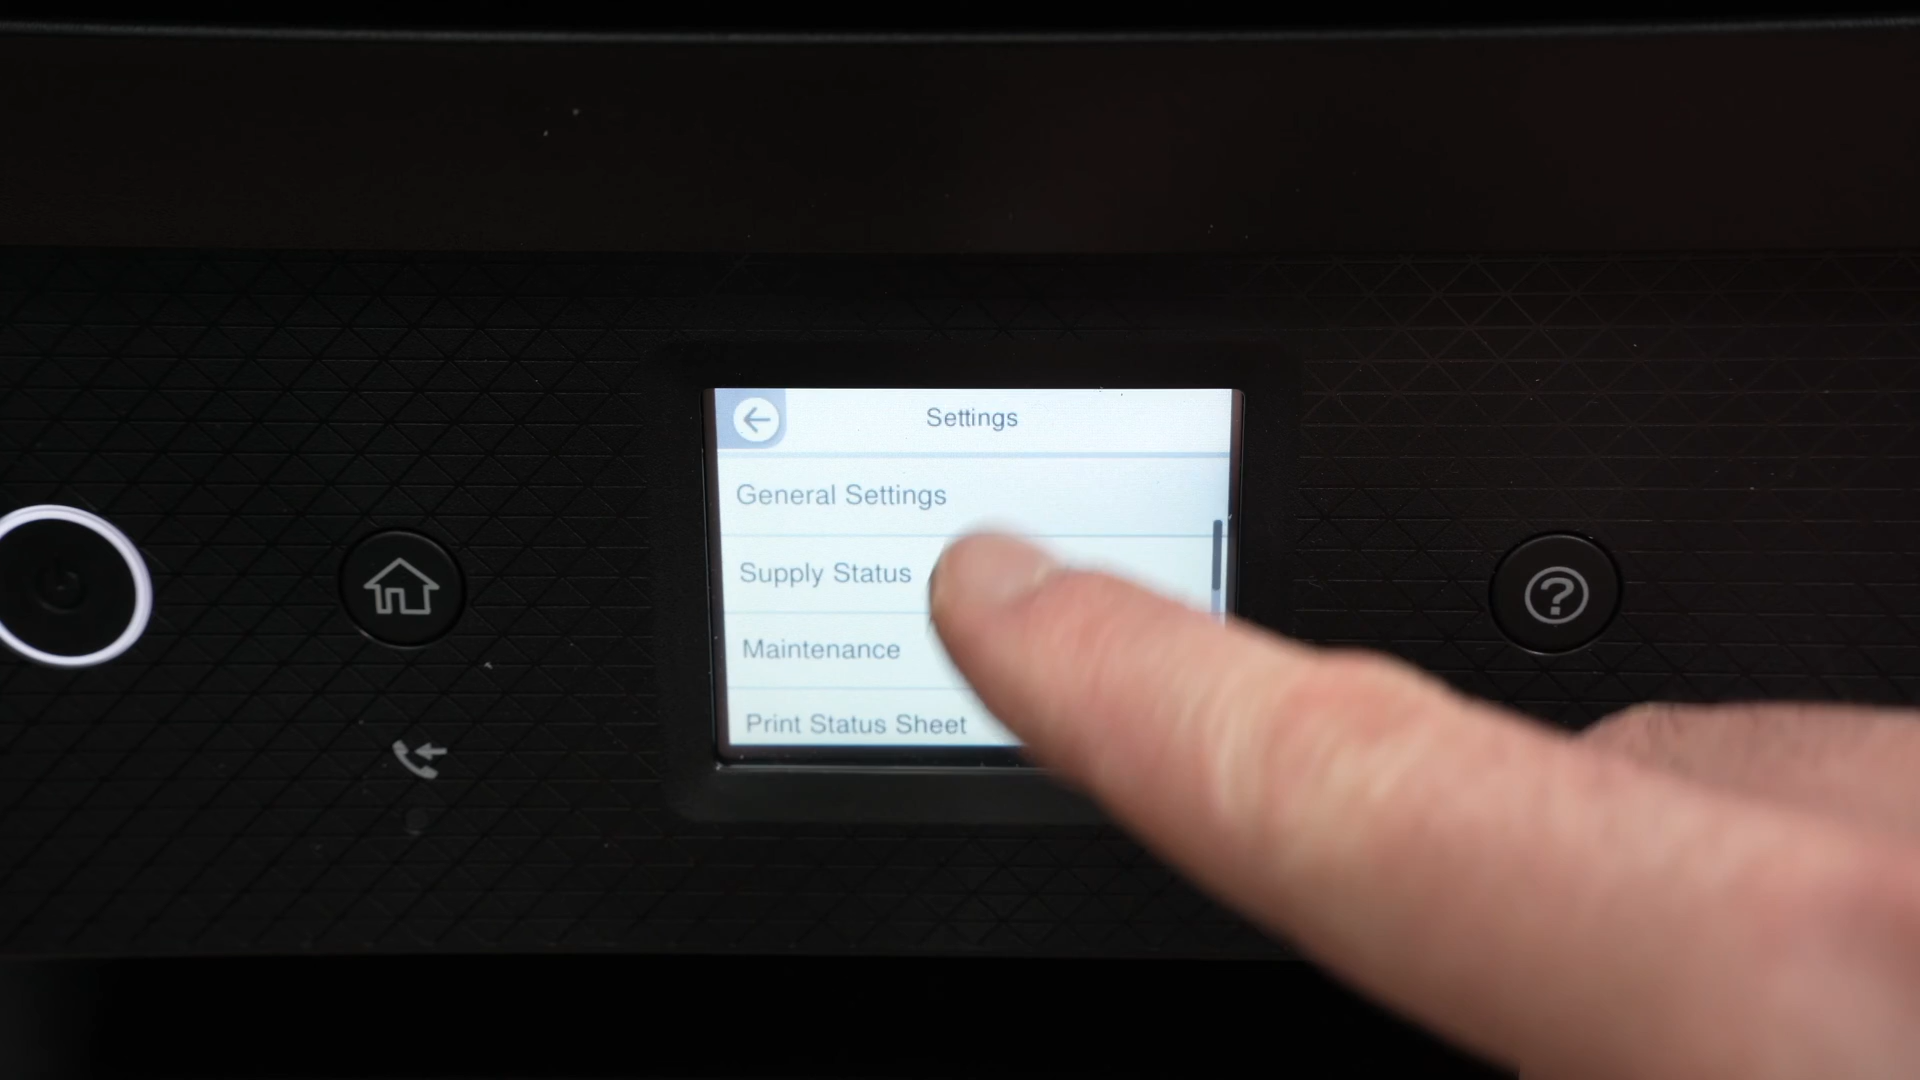 Settings
General Settings
Supply Status
Maintenance
Print Status Sheet